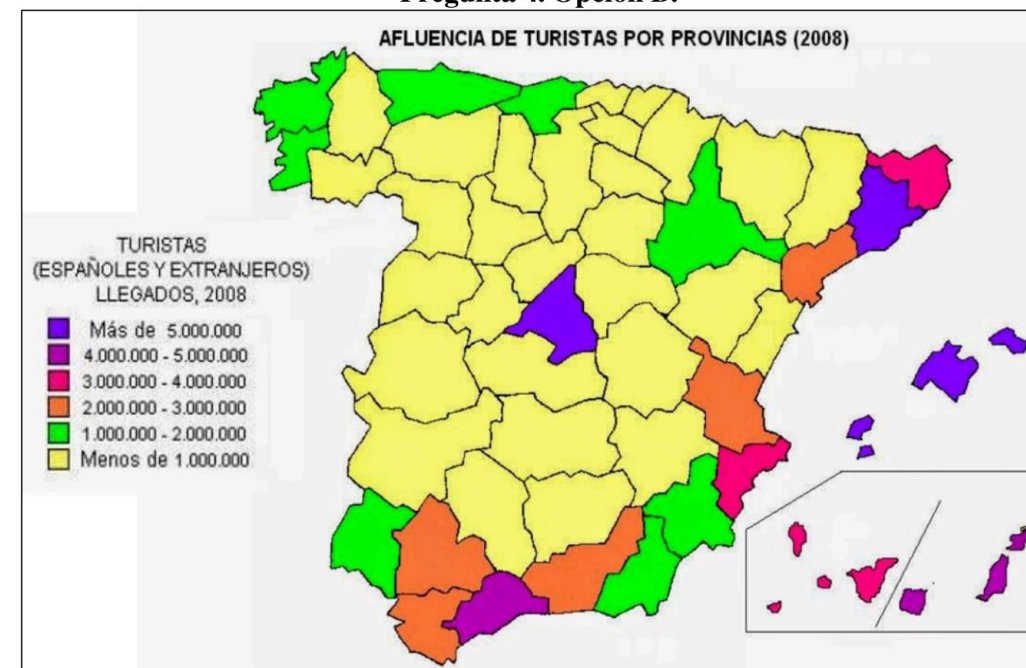 Pregunta 4. Opción B.
AFLUENCIA DE TURISTAS POR PROVINCIAS (2008)
TURISTAS
(ESPAÑOLES Y EXTRANJEROS)
LLEGADOS, 2008
Más de 5.000.000
4.000.000 - 5.000.000
3.000.000 - 4.000.000
2.000.000 - 3.000.000
1.000.000 - 2.000.000
Menos de 1.000.000